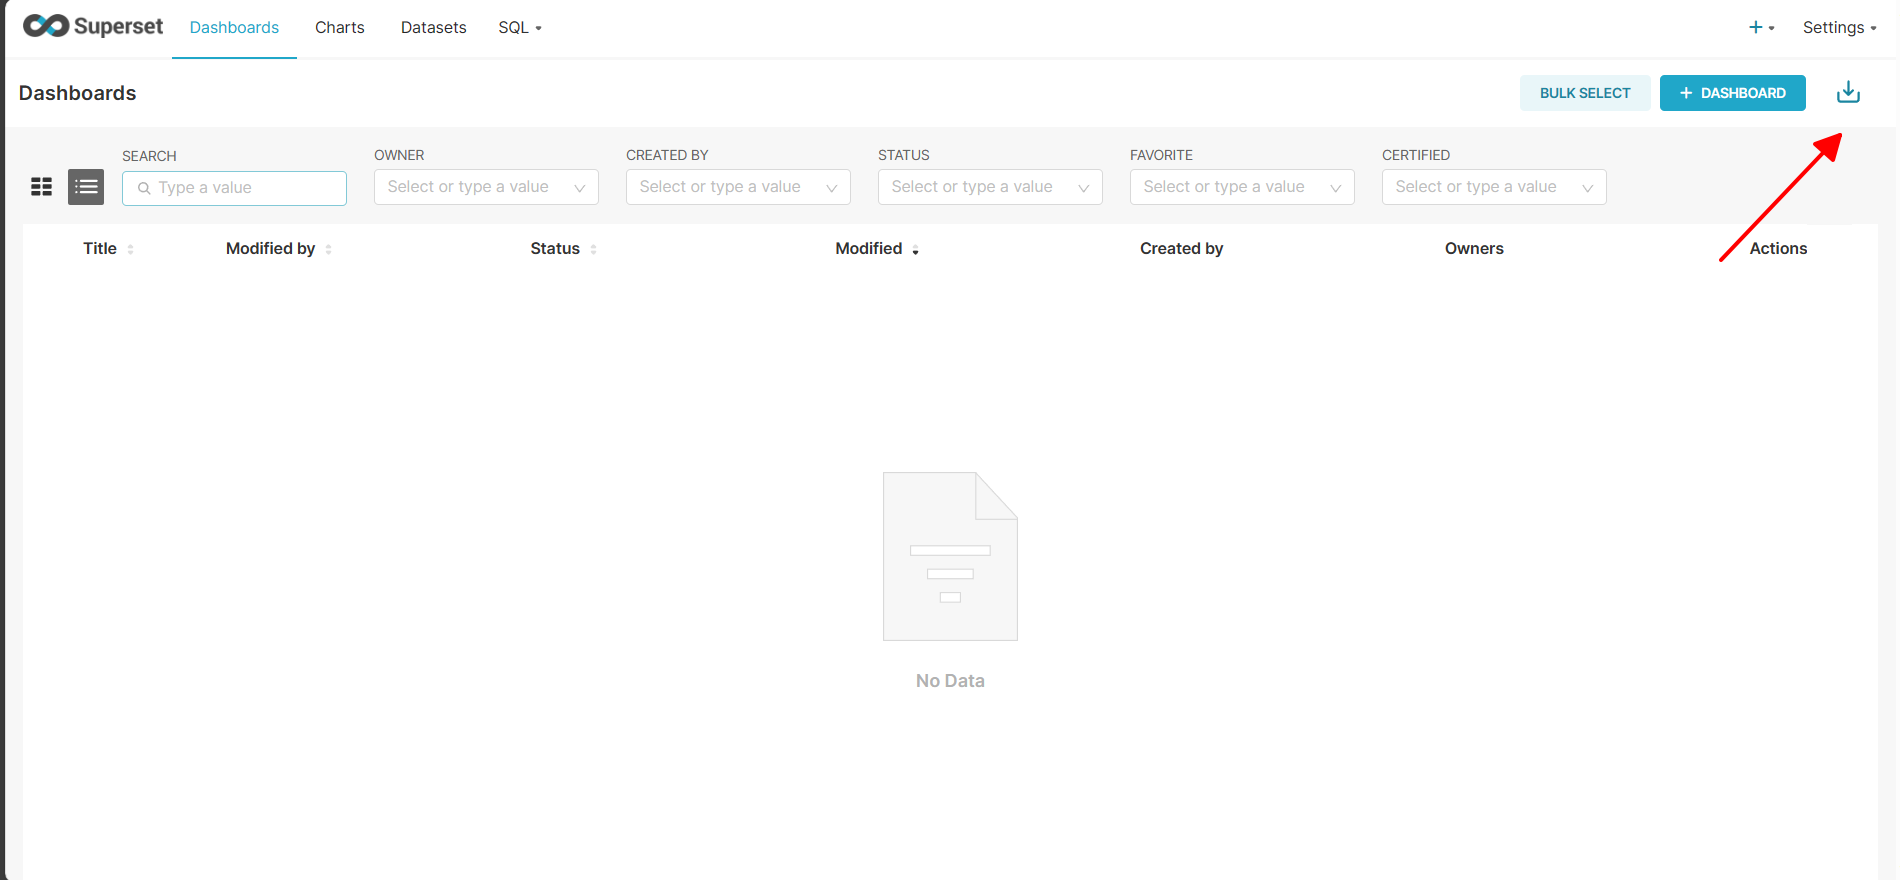 Superset Dashboards Charts Datasets SQL + Settings
Dashboards BULK SELECT + DASHBOARD
SEARCH OWNER CREATED BY STATUS FAVORITE CERTIFIED
Type a value Select or type a value Select or type a value Select or type a value Select or type a value Select or type a value
Title Modified by Status Modified Created by Owners Actions
No Data